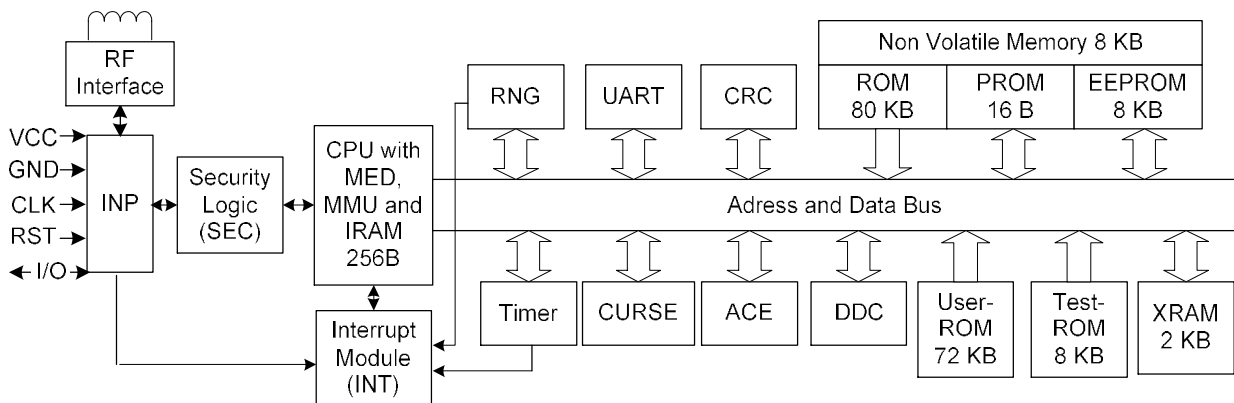 RF
Interface
VCC
GND
CLK
RST
I/O
INP
Security
Logic
(SEC)
CPU with
MED,
MMU and
IRAM
256B
Interrupt
Module
(INT)
RNG
UART
CRC
Non Volatile Memory 8 KB
ROM
80 KB
PROM
16 B
EEPROM
8 KB
Adress and Data Bus
Timer
CURSE
ACE
DDC
User-
ROM
72 KB
Test-
ROM
8 KB
XRAM
2 KB